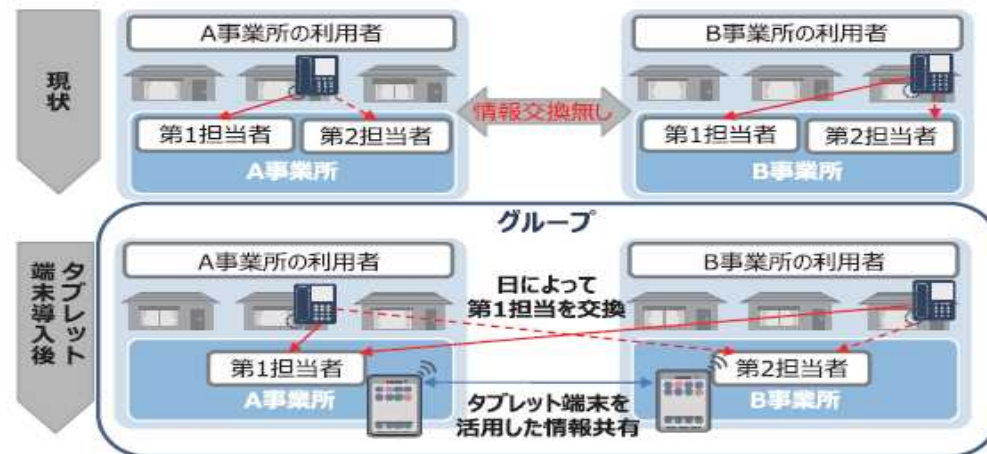 現状
A事業所の利用者
第1担当者
第2担当者
A事業所
情報交換無し
B事業所の利用者
第1担当者
第2担当者
B事業所
グループ
タブレット
端末導入後
A事業所の利用者
日によって
第1担当を交換
B事業所の利用者
第1担当者
A事業所
タブレット端末を
活用した情報共有
第2担当者
B事業所